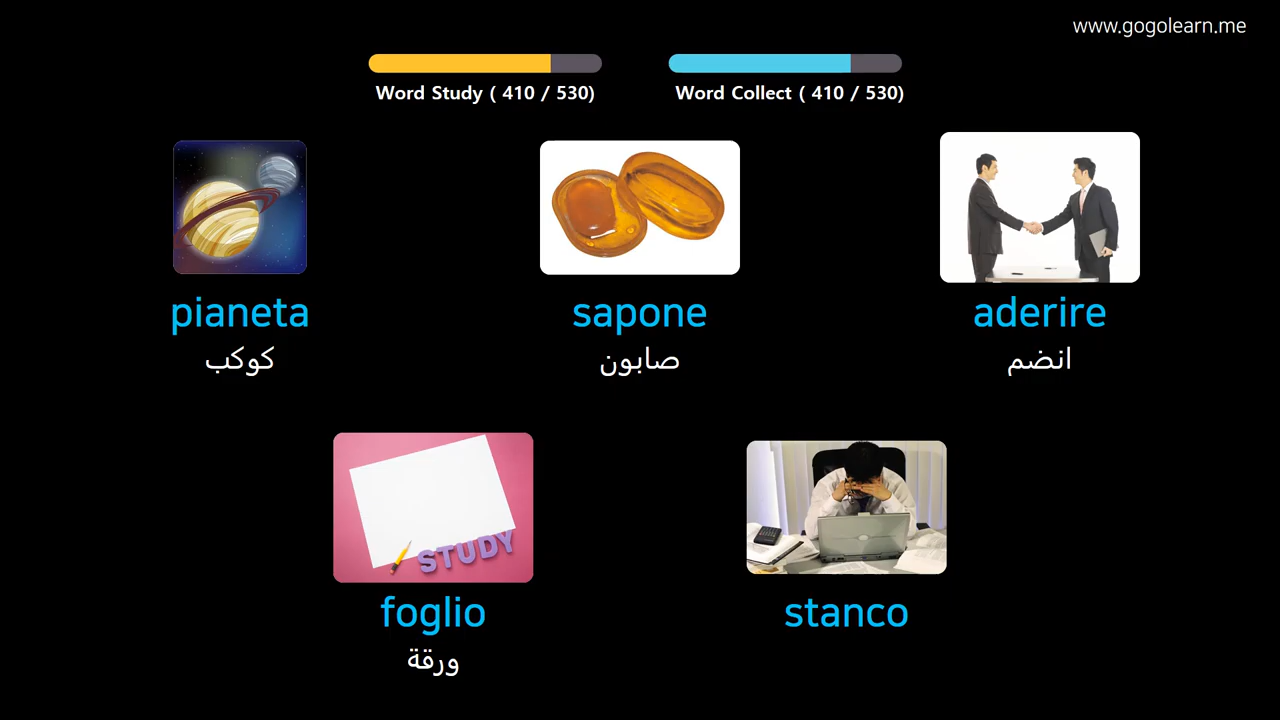 www.gogolearn.me
Word Study ( 410 / 530)
Word Collect ( 410 / 530)
pianeta
كوكب
sapone
صابون
aderire
انضم
STUDY
foglio
ورقة
stanco